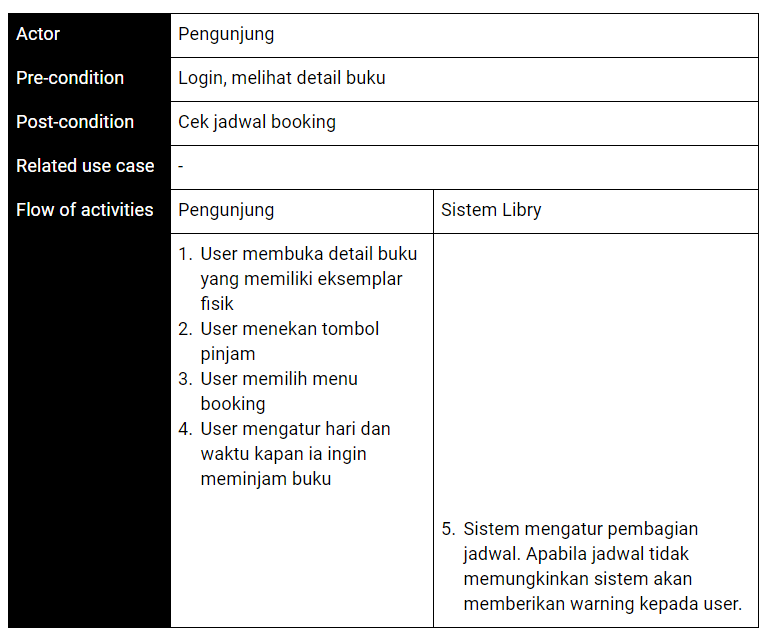 Actor
Pengunjung
Pre-condition
Login, melihat detail buku
Post-condition
Cek jadwal booking
Related use case
-
Flow of activities
Pengunjung
Sistem Libry
1. User membuka detail buku
yang memiliki eksemplar
fisik
2. User menekan tombol
pinjam
3. User memilih menu
booking
4. User mengatur hari dan
waktu kapan ia ingin
meminjam buku
5. Sistem mengatur pembagian
jadwal. Apabila jadwal tidak
memungkinkan sistem akan
memberikan warning kepada user.